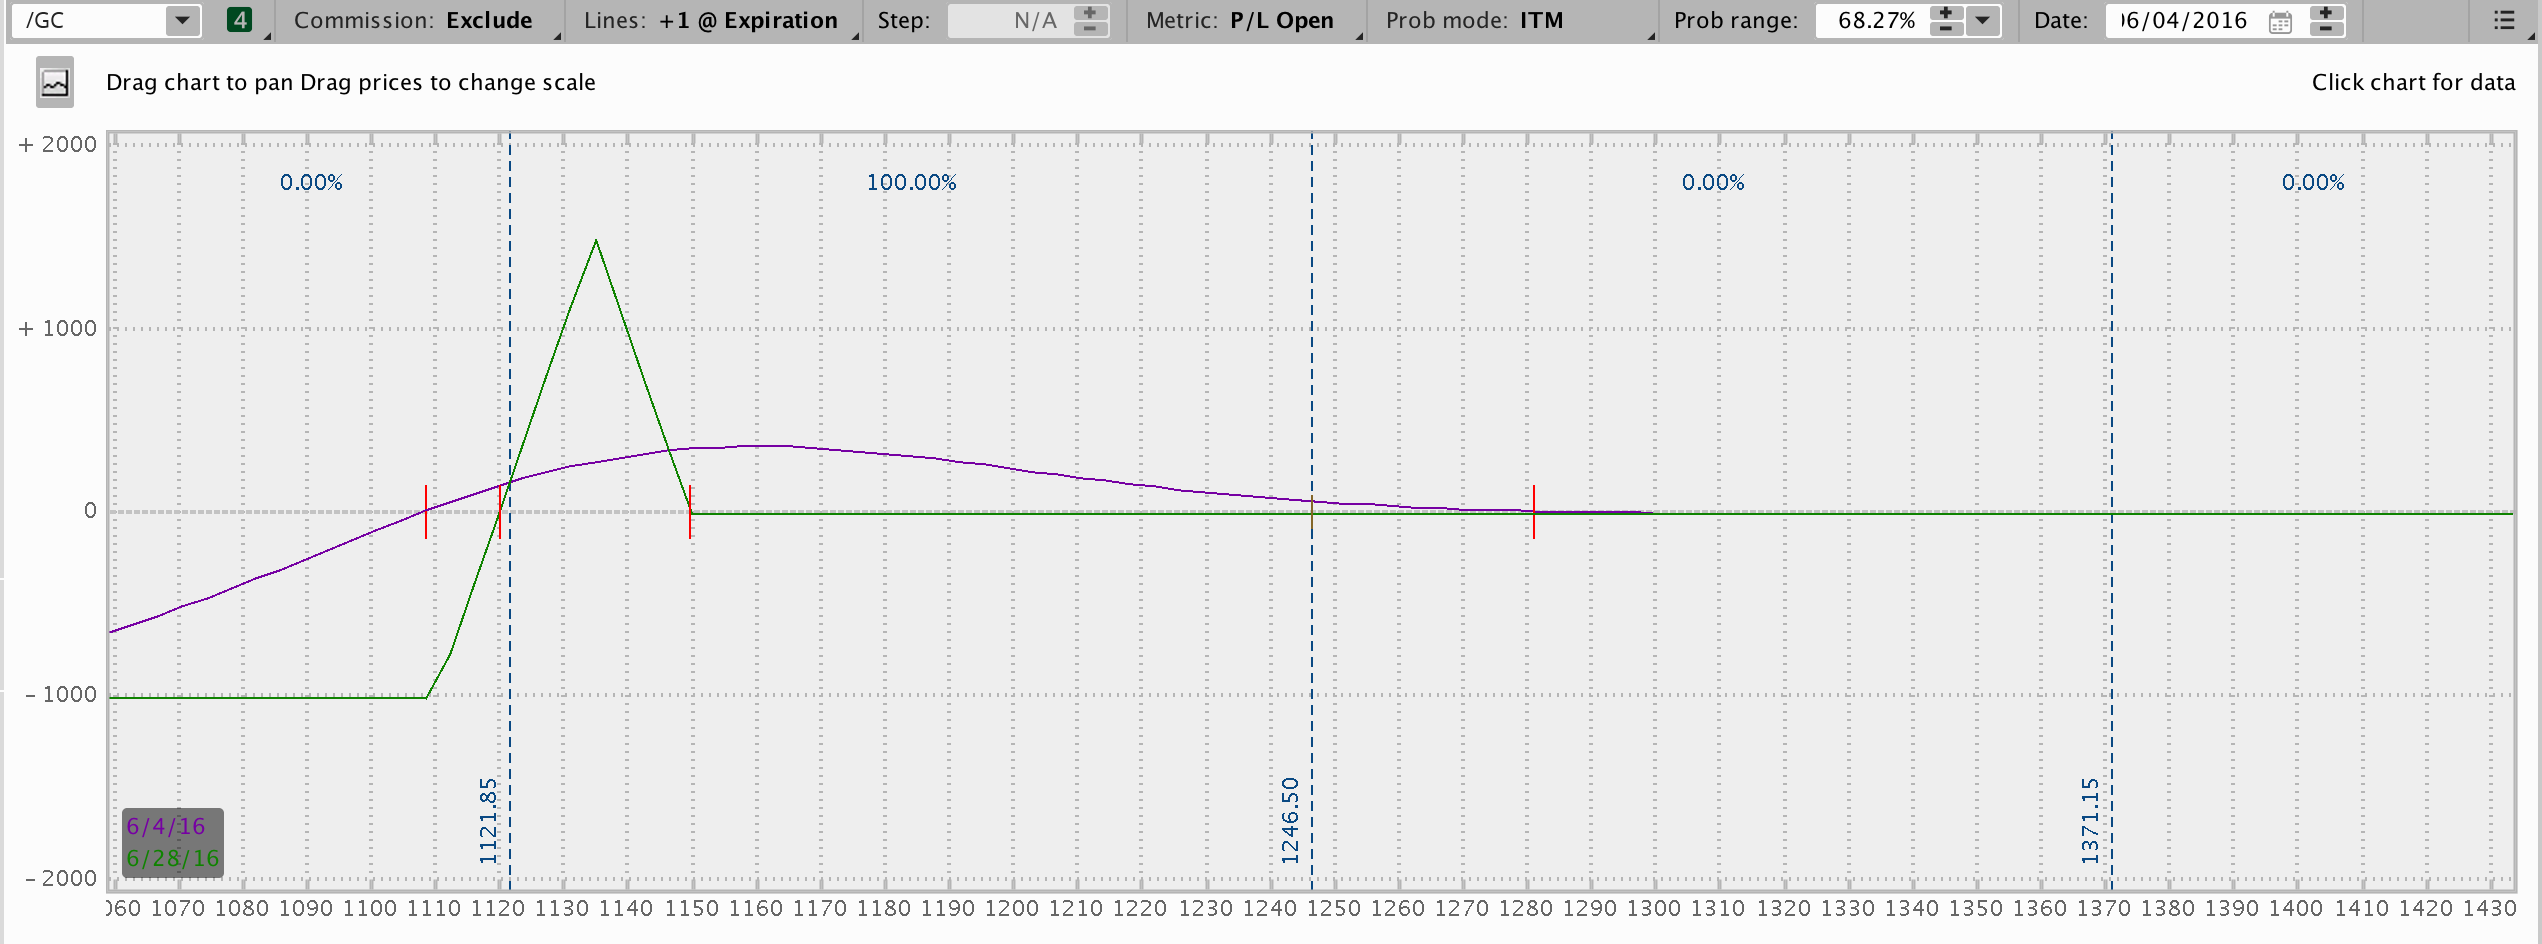 /GC 4 Commission: Exclude Lines: +1 @ Expiration Step: N/A Metric: P/L Open Prob mode: ITM Prob range: 68.27% Date: 06/04/2016
Drag chart to pan Drag prices to change scale Click chart for data
+ 2000
0.00% 100.00% 0.00% 0.00%
+ 1000
0
- 1000
1121.85 1246.50 1371.15
6/4/16
6/28/16
- 2000
1060 1070 1080 1090 1100 1110 1120 1130 1140 1150 1160 1170 1180 1190 1200 1210 1220 1230 1240 1250 1260 1270 1280 1290 1300 1310 1320 1330 1340 1350 1360 1370 1380 1390 1400 1410 1420 1430